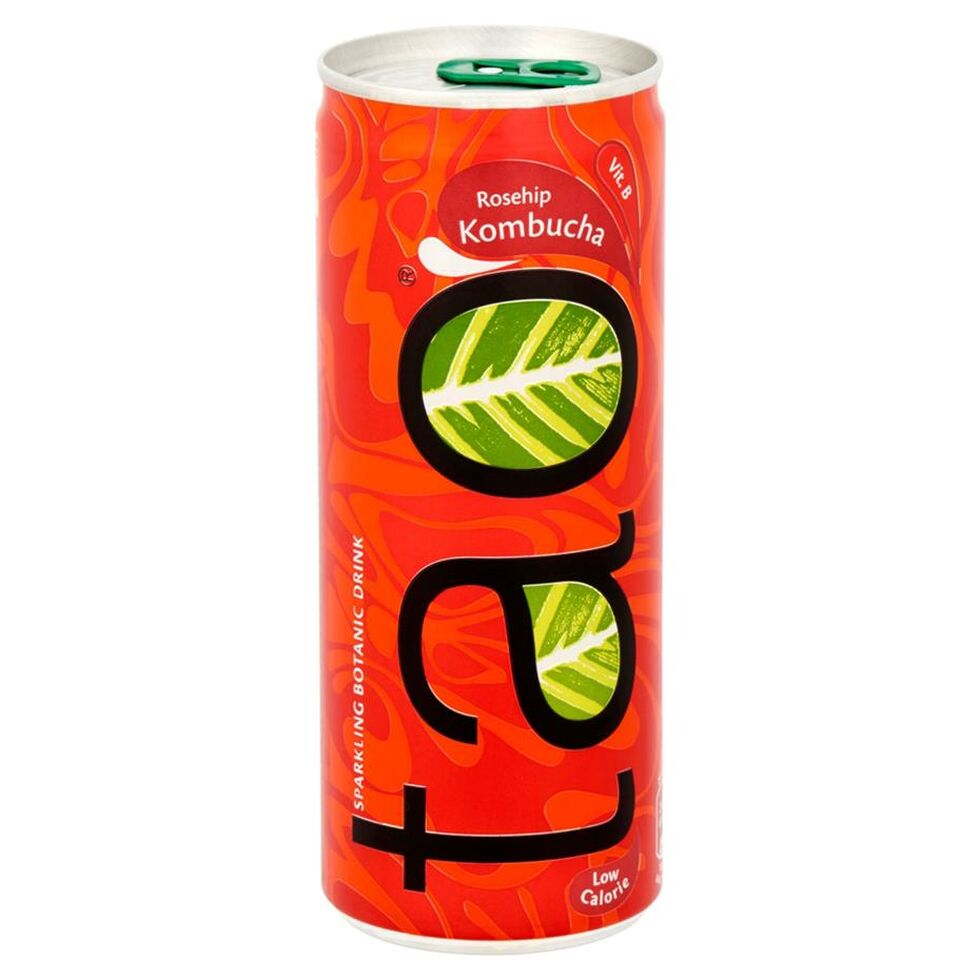 Vit. B
Rosehip
Kombucha
®
tao
SPARKLING BOTANIC DRINK
Low
Calorie